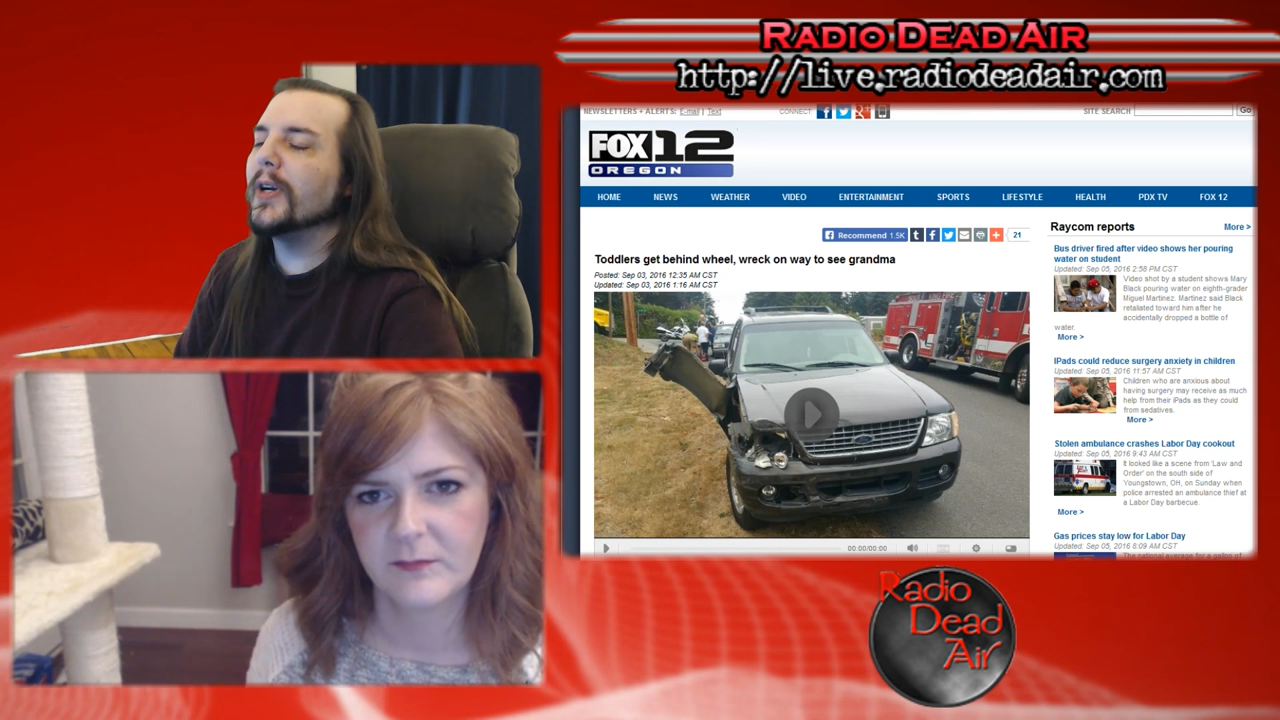 RADIO DEAD AIR
http://live.radiodeadair.com
NEWSLETTERS + ALERTS: E-mail | Text
CONNECT
SITE SEARCH
Go
FOX 12
OREGON
HOME NEWS WEATHER VIDEO ENTERTAINMENT SPORTS LIFESTYLE HEALTH PDX TV FOX 12
Recommend 1.5K
21
Toddlers get behind wheel, wreck on way to see grandma
Posted: Sep 03, 2016 12:35 AM CST
Updated: Sep 03, 2016 1:16 AM CST
00:00/00:00
Raycom reports
More >
Bus driver fired after video shows her pouring
water on student
Updated: Sep 05, 2016 2:58 PM CST
Video shot by a student shows Mary
Black pouring water on eighth-grader
Miguel Martinez. Martinez said Black
retaliated toward him after he
accidentally dropped a bottle of
water.
More >
IPads could reduce surgery anxiety in children
Updated: Sep 05, 2016 11:57 AM CST
Children who are anxious about
having surgery may receive as much
help from their iPads as they could
from sedatives.
More >
Stolen ambulance crashes Labor Day cookout
Updated: Sep 05, 2016 9:43 AM CST
It looked like a scene from 'Law and
Order' on the south side of
Youngstown, OH, on Sunday when
police arrested an ambulance thief at
a Labor Day barbecue.
More >
Gas prices stay low for Labor Day
Updated: Sep 05, 2016 8:09 AM CST
Radio
Dead
Air